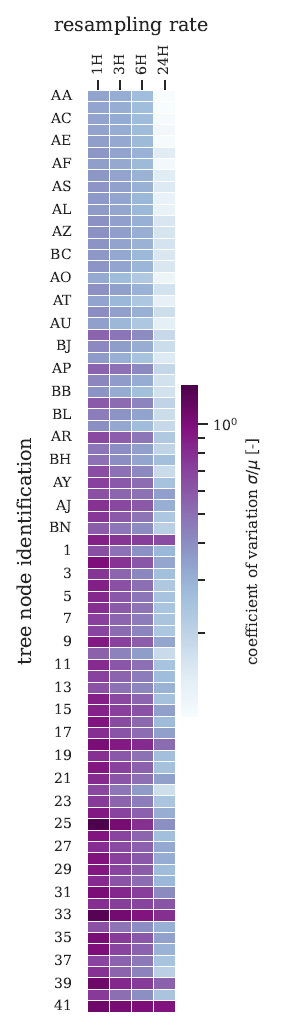 resampling rate
1H
3H
6H
24H
AA
AC
AE
AF
AS
AL
AZ
BC
AO
AT
AU
BJ
AP
BB
BL
AR
BH
AY
AJ
BN
1
3
5
7
9
11
13
15
17
19
21
23
25
27
29
31
33
35
37
39
41
tree node identification
10⁰
coefficient of variation σ/μ [-]